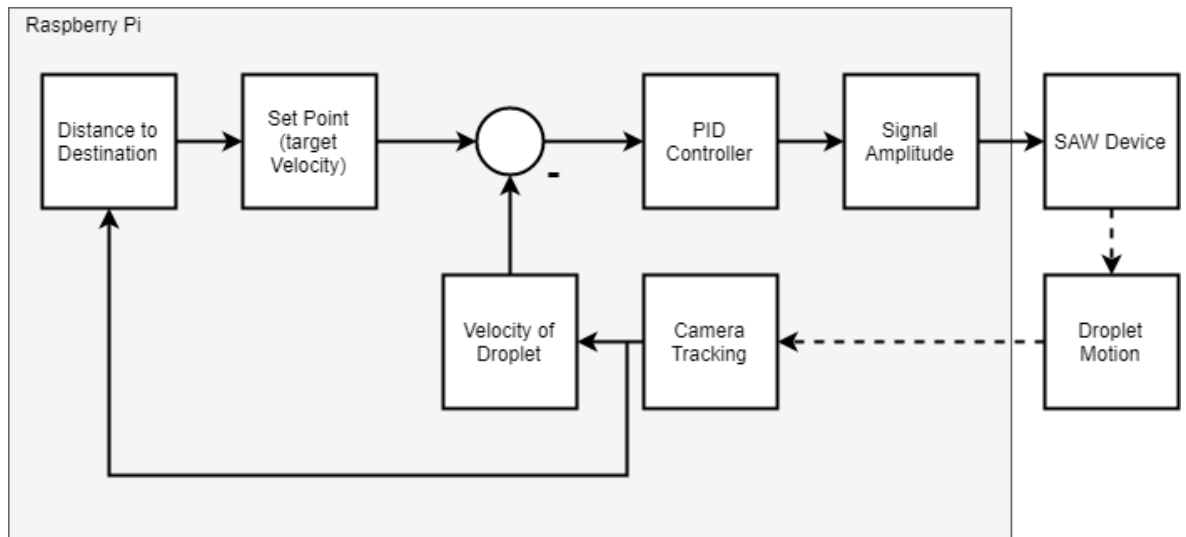 Raspberry Pi
Distance to
Destination
Set Point
(target
Velocity)
-
PID
Controller
Signal
Amplitude
SAW Device
Velocity of
Droplet
Camera
Tracking
Droplet
Motion